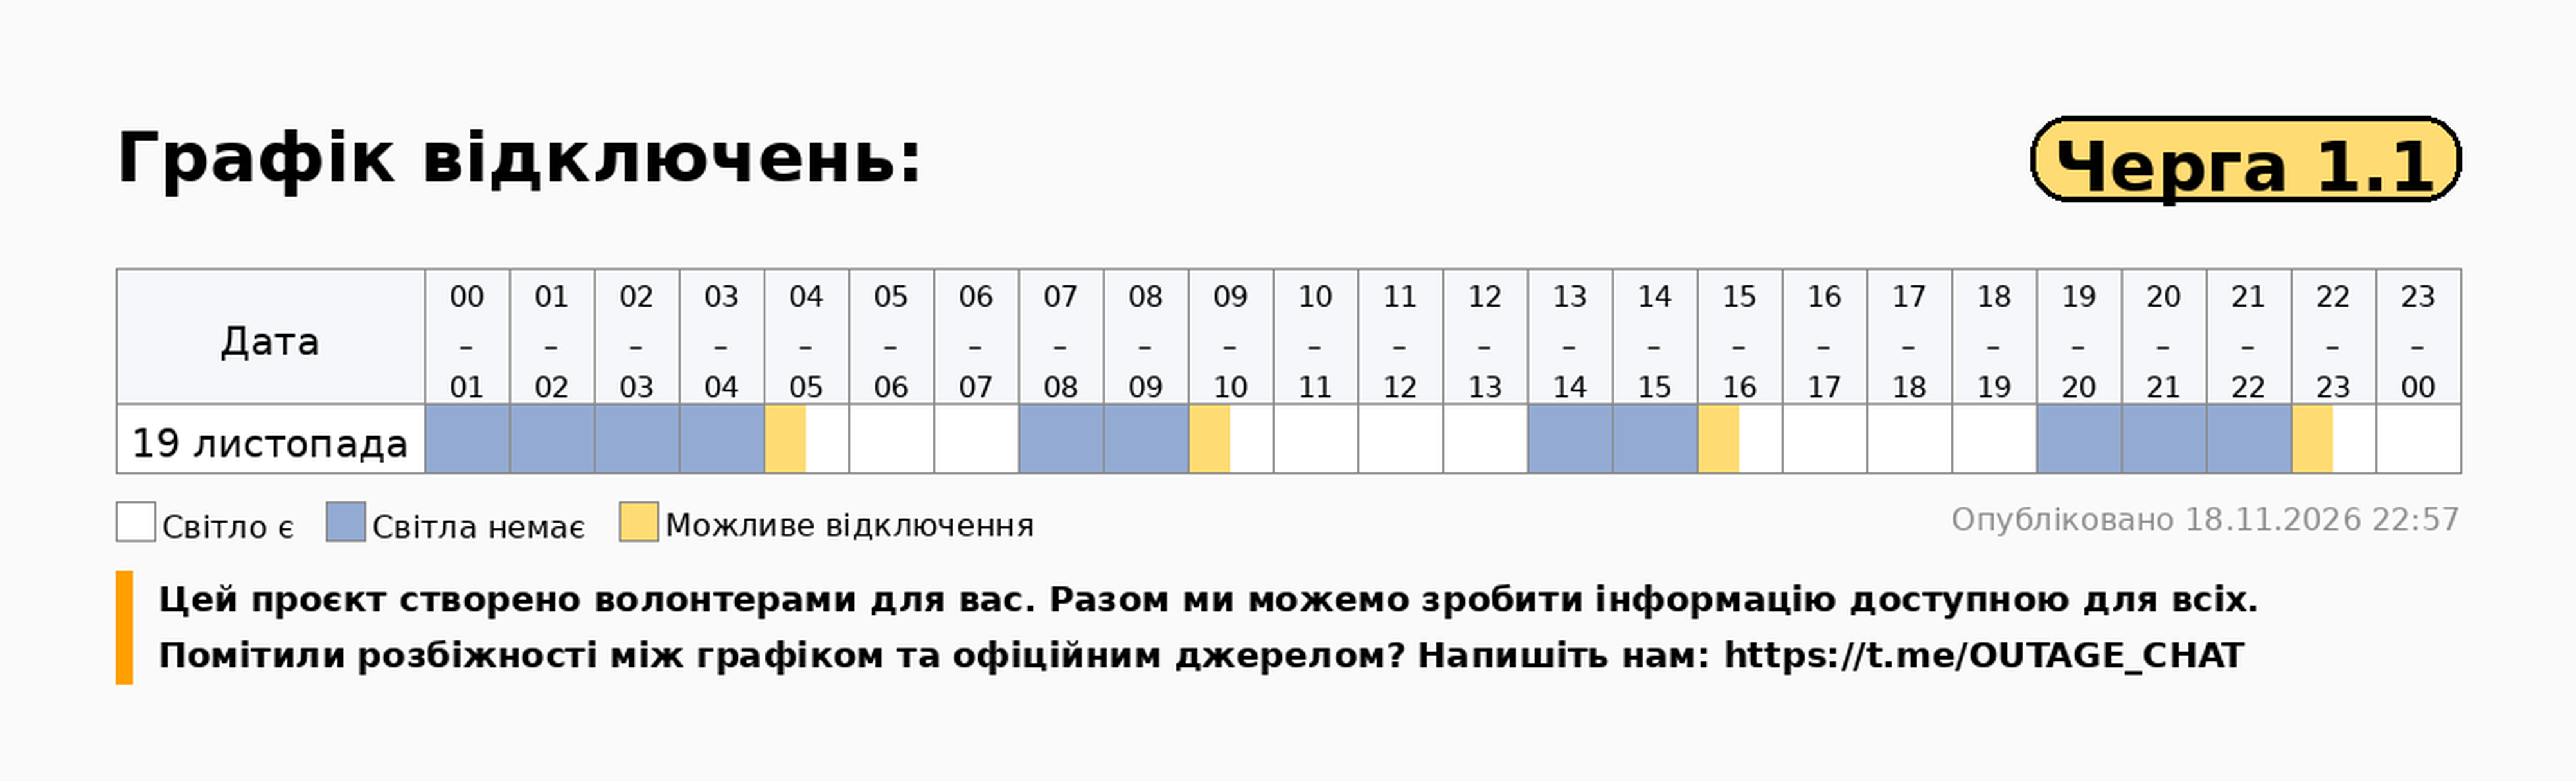 Графік відключень:
Черга 1.1
Дата
00 – 01
01 – 02
02 – 03
03 – 04
04 – 05
05 – 06
06 – 07
07 – 08
08 – 09
09 – 10
10 – 11
11 – 12
12 – 13
13 – 14
14 – 15
15 – 16
16 – 17
17 – 18
18 – 19
19 – 20
20 – 21
21 – 22
22 – 23
23 – 00
19 листопада
Світло є
Світла немає
Можливе відключення
Опубліковано 18.11.2026 22:57
Цей проєкт створено волонтерами для вас. Разом ми можемо зробити інформацію доступною для всіх.
Помітили розбіжності між графіком та офіційним джерелом? Напишіть нам: https://t.me/OUTAGE_CHAT